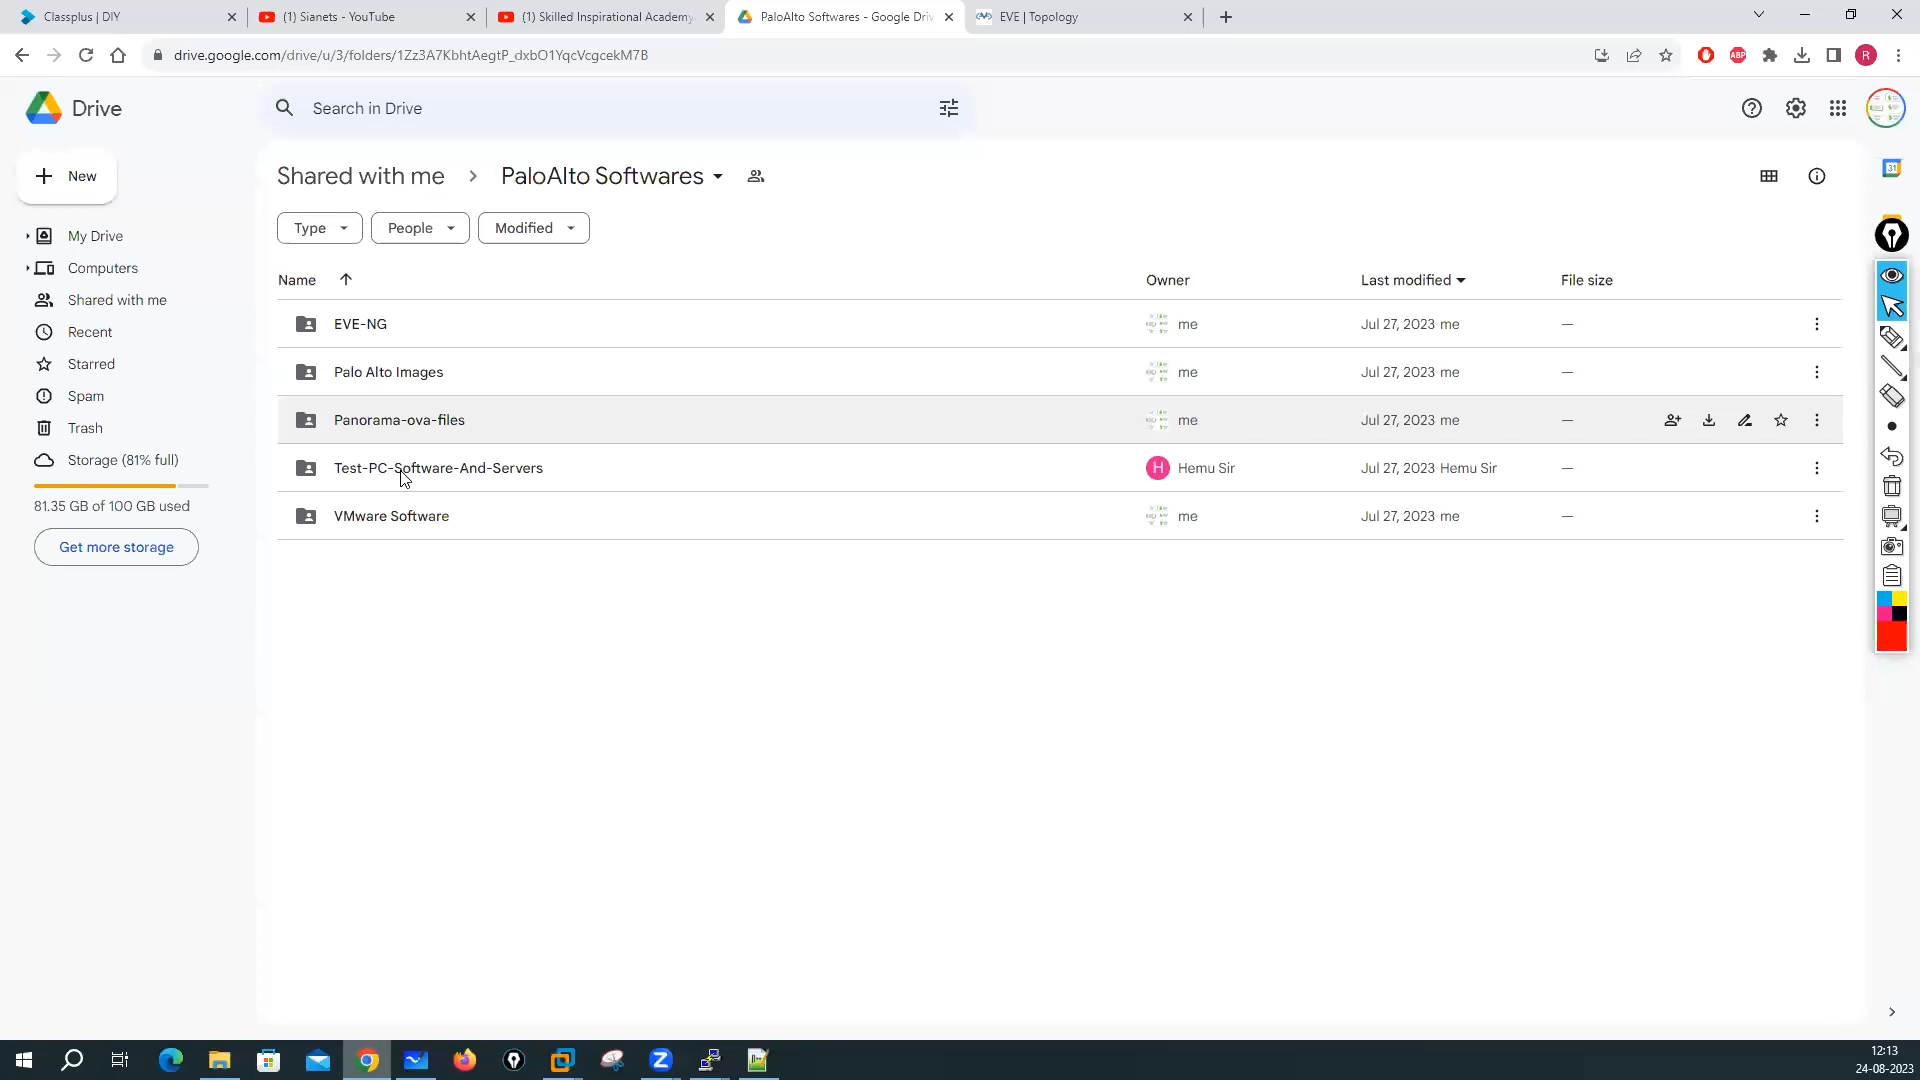 Classplus | DIY
(1) Sianets - YouTube
(1) Skilled Inspirational Academy
PaloAlto Softwares - Google Driv
EVE | Topology
drive.google.com/drive/u/3/folders/1Zz3A7KbhtAegtP_dxbO1YqcVcgcekM7B
ABP
R
Drive
Search in Drive
New
Shared with me > PaloAlto Softwares
31
Type
People
Modified
My Drive
Computers
Shared with me
Recent
Starred
Spam
Trash
Storage (81% full)
81.35 GB of 100 GB used
Get more storage
Name Owner Last modified File size
EVE-NG me Jul 27, 2023 me —
Palo Alto Images me Jul 27, 2023 me —
Panorama-ova-files me Jul 27, 2023 me —
Test-PC-Software-And-Servers H Hemu Sir Jul 27, 2023 Hemu Sir —
VMware Software me Jul 27, 2023 me —
12:13
24-08-2023